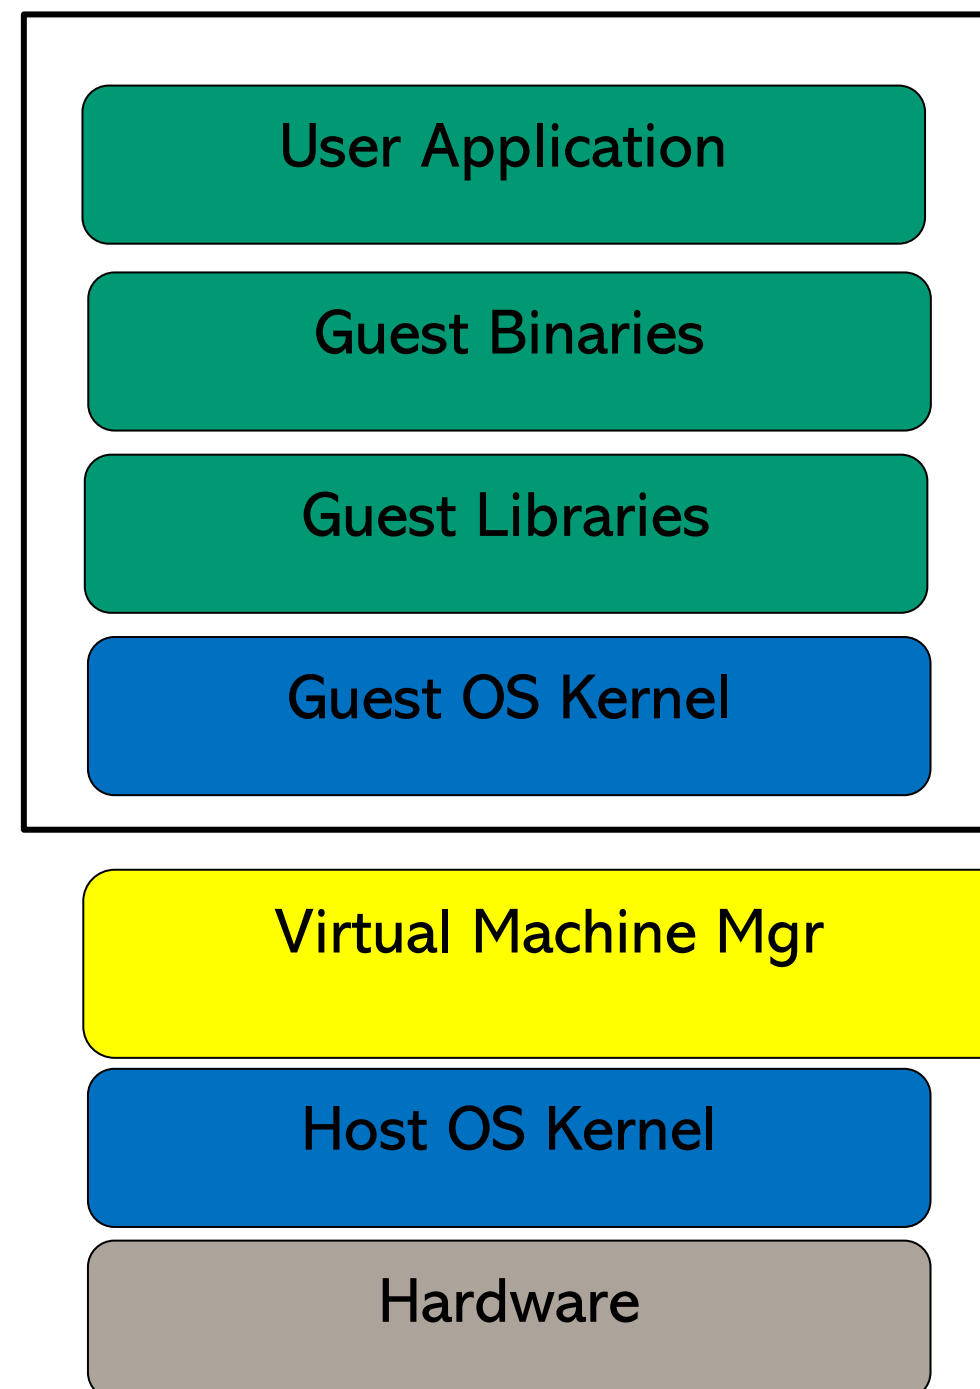 User Application
Guest Binaries
Guest Libraries
Guest OS Kernel
Virtual Machine Mgr
Host OS Kernel
Hardware